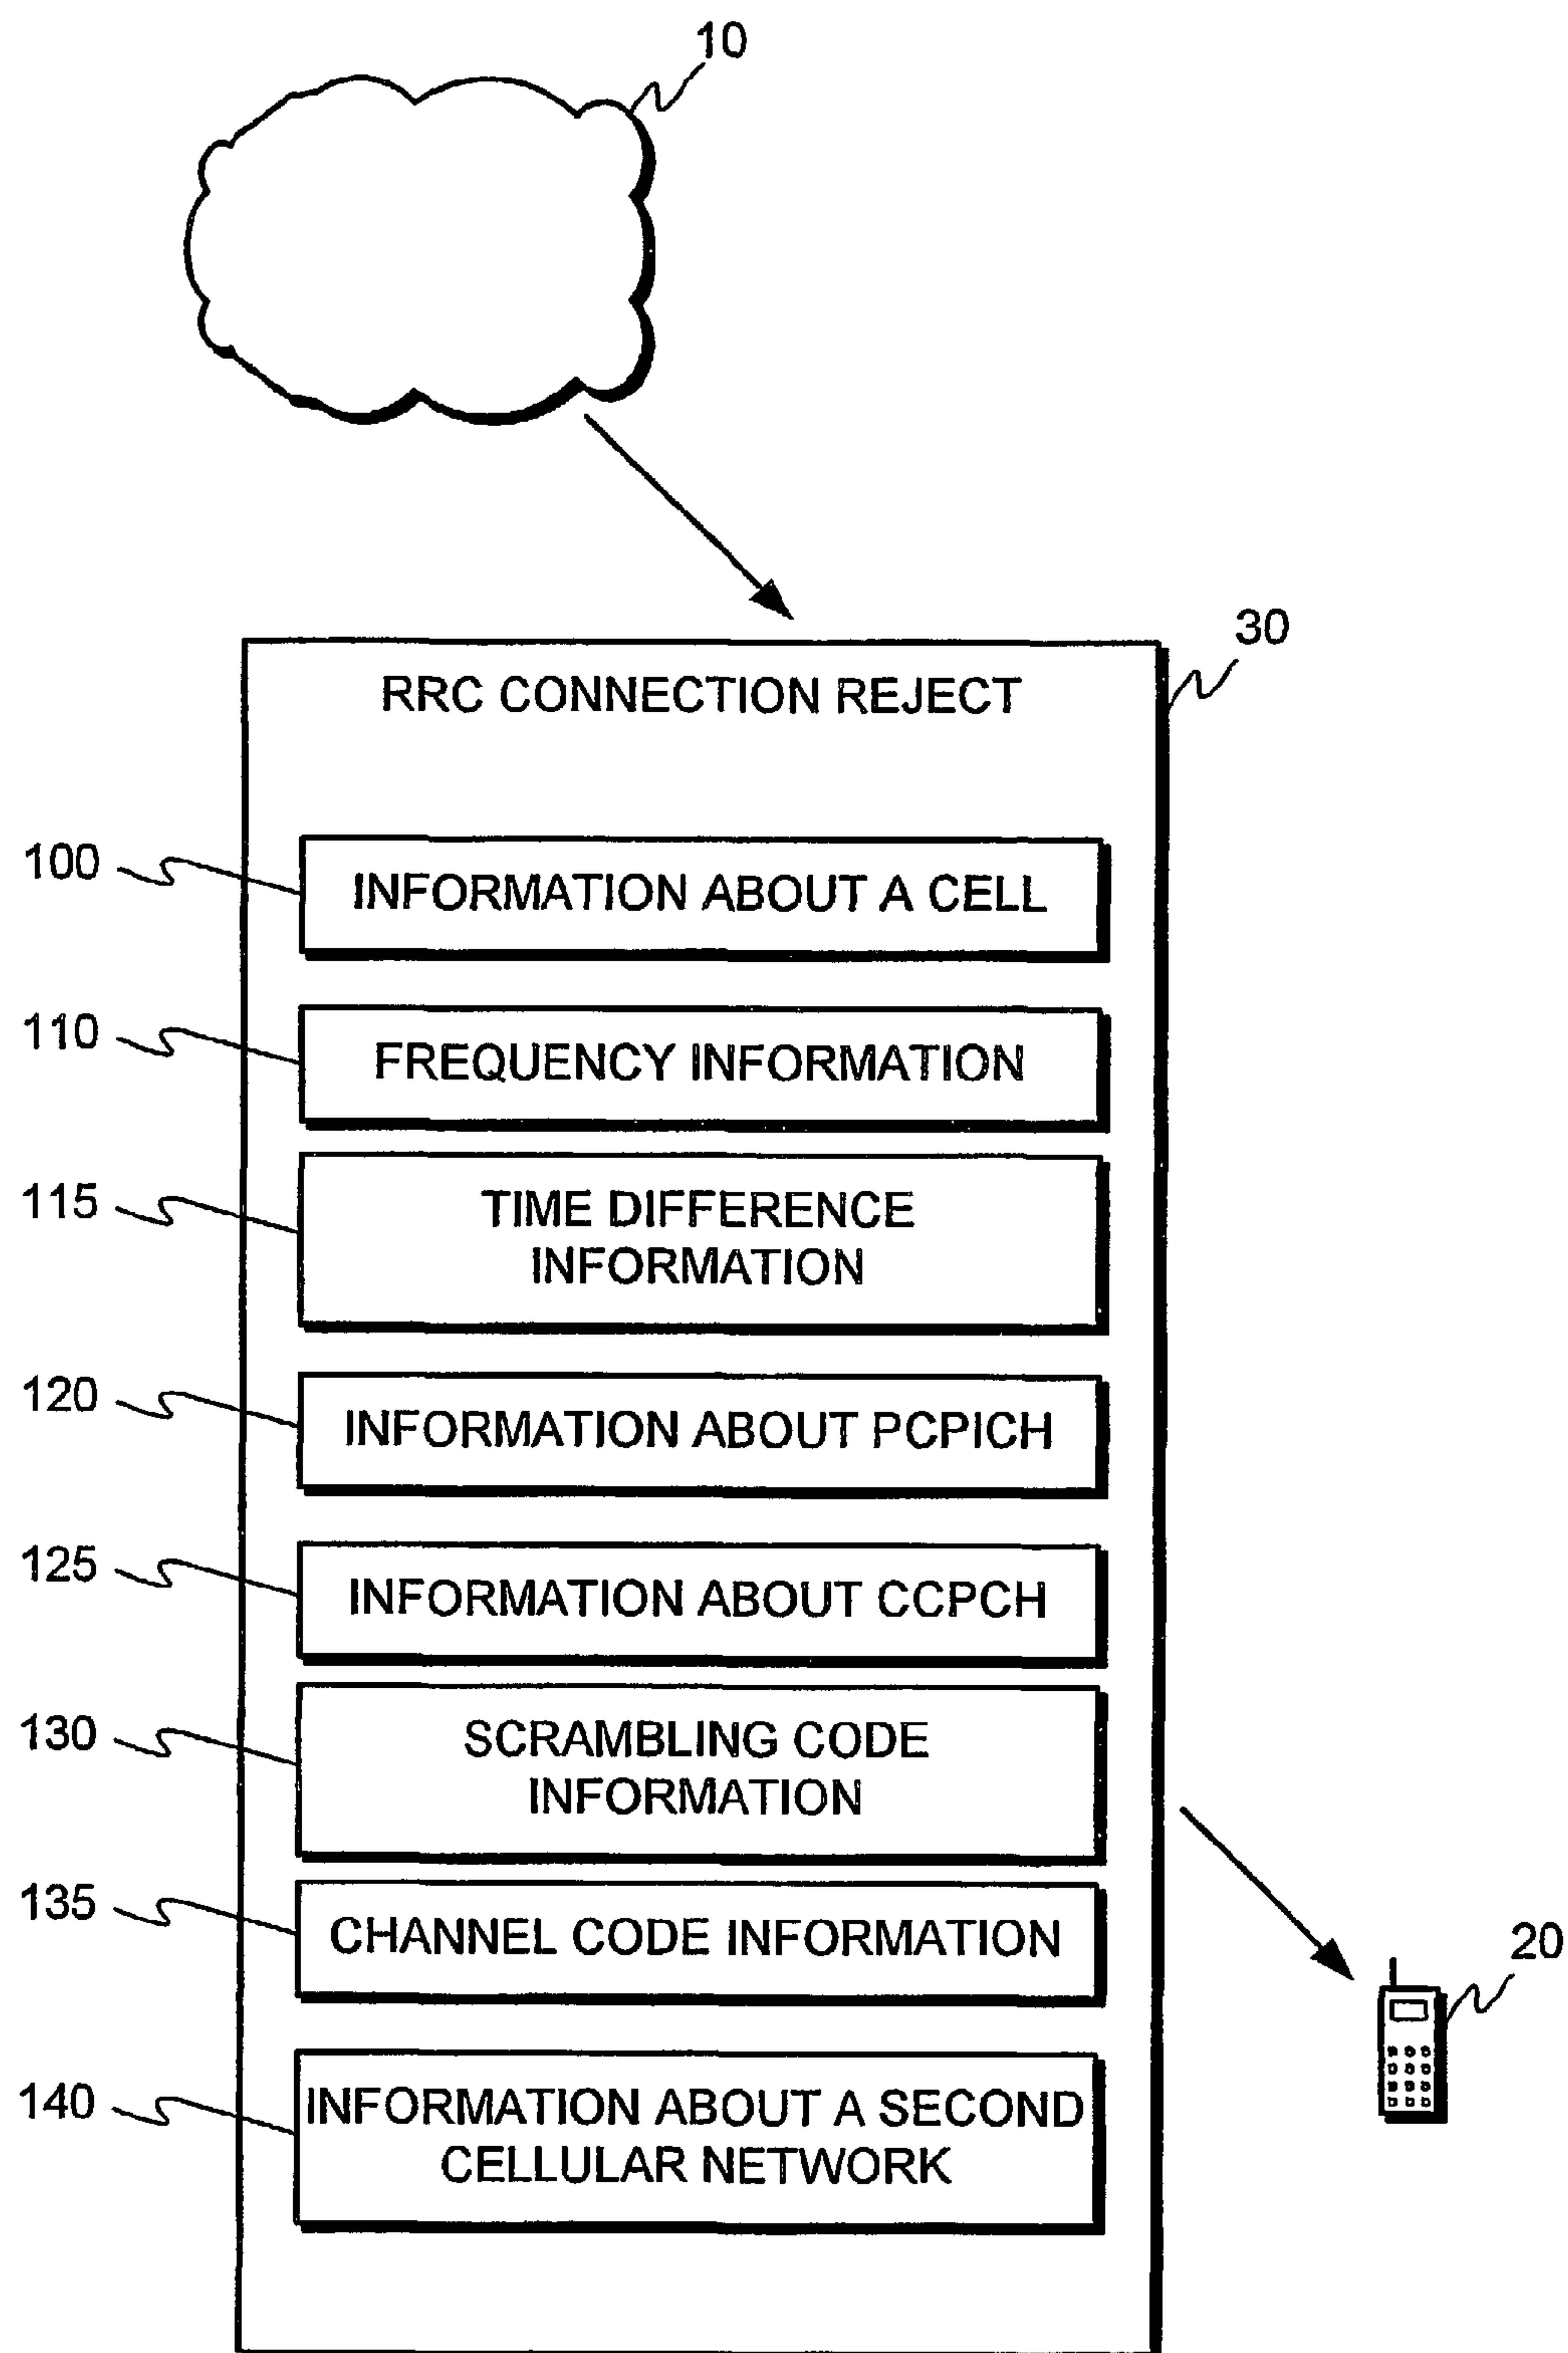 10
30
RRC CONNECTION REJECT
100
INFORMATION ABOUT A CELL
110
FREQUENCY INFORMATION
115
TIME DIFFERENCE
INFORMATION
120
INFORMATION ABOUT PCPICH
125
INFORMATION ABOUT CCPCH
130
SCRAMBLING CODE
INFORMATION
135
CHANNEL CODE INFORMATION
20
140
INFORMATION ABOUT A SECOND
CELLULAR NETWORK